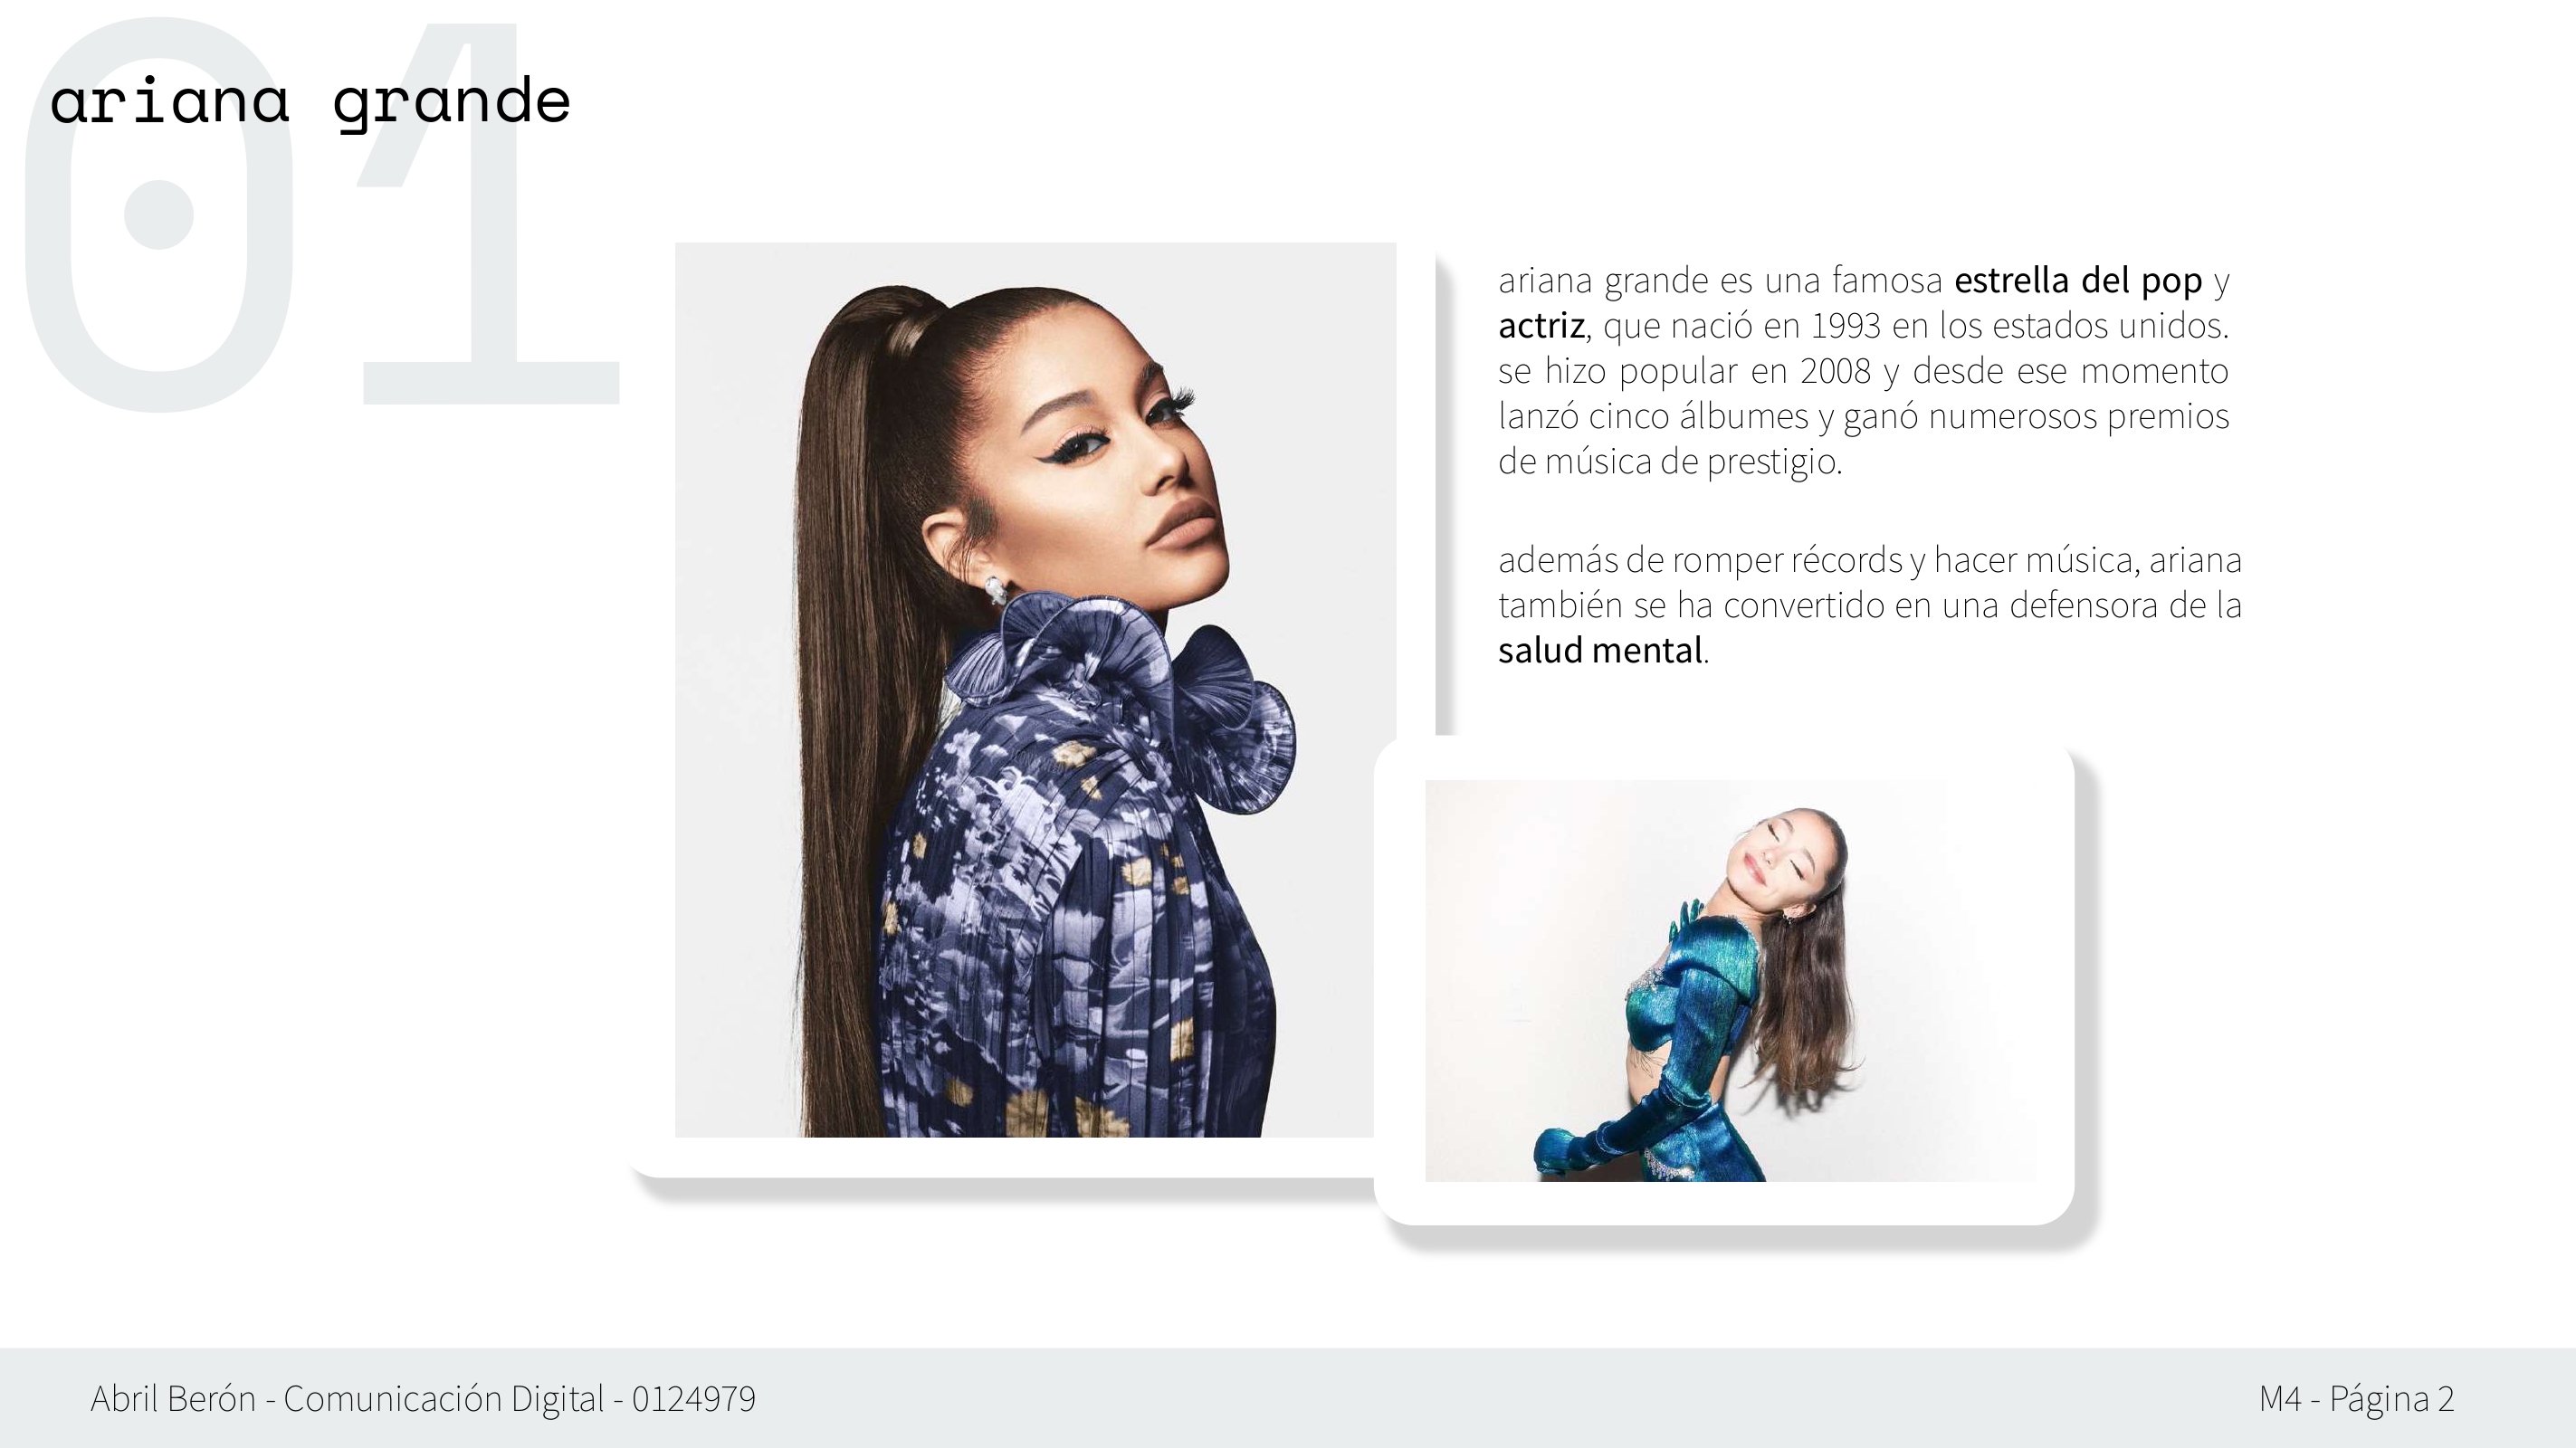 01
ariana grande
ariana grande es una famosa estrella del pop y
actriz, que nació en 1993 en los estados unidos.
se hizo popular en 2008 y desde ese momento
lanzó cinco álbumes y ganó numerosos premios
de música de prestigio.
además de romper récords y hacer música, ariana
también se ha convertido en una defensora de la
salud mental.
Abril Berón - Comunicación Digital - 0124979
M4 - Página 2